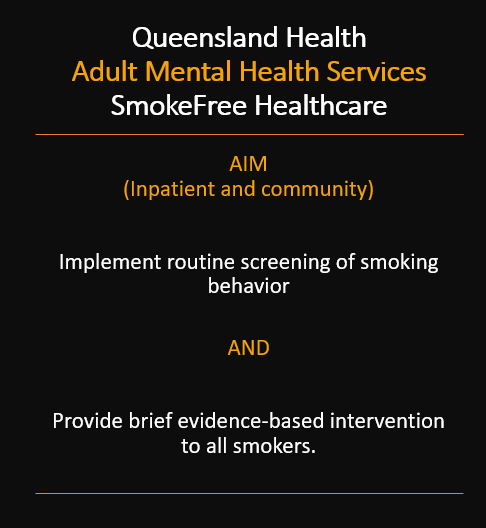 Queensland Health
Adult Mental Health Services
SmokeFree Healthcare
AIM
(Inpatient and community)
Implement routine screening of smoking
behavior
AND
Provide brief evidence-based intervention
to all smokers.